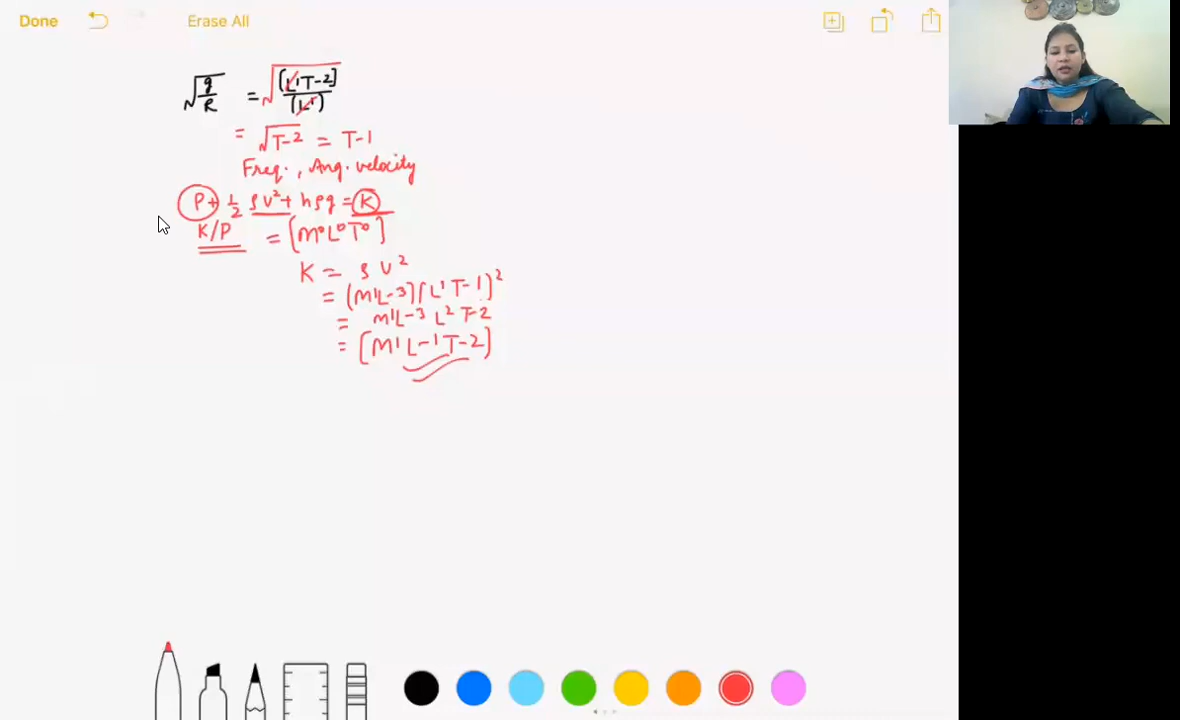 Done Erase All
√g/R = √[L¹T-2]/(L¹)
= √T-2 = T-1
Freq., Ang. velocity
P+ 1/2 ρv²+ hρg = K
K/P = [M⁰L⁰T⁰]
K = ρv²
= (M¹L-3)(L¹T-1)²
= M¹L-3 L² T-2
= [M¹L-¹T-2]